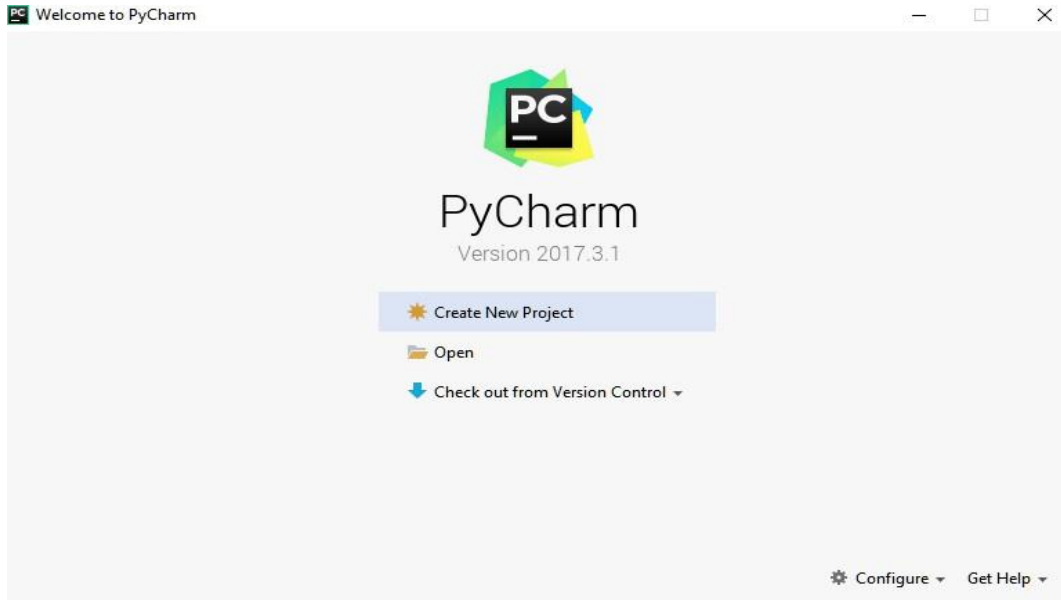 PC Welcome to PyCharm
PC
PyCharm
Version 2017.3.1
Create New Project
Open
Check out from Version Control
Configure Get Help